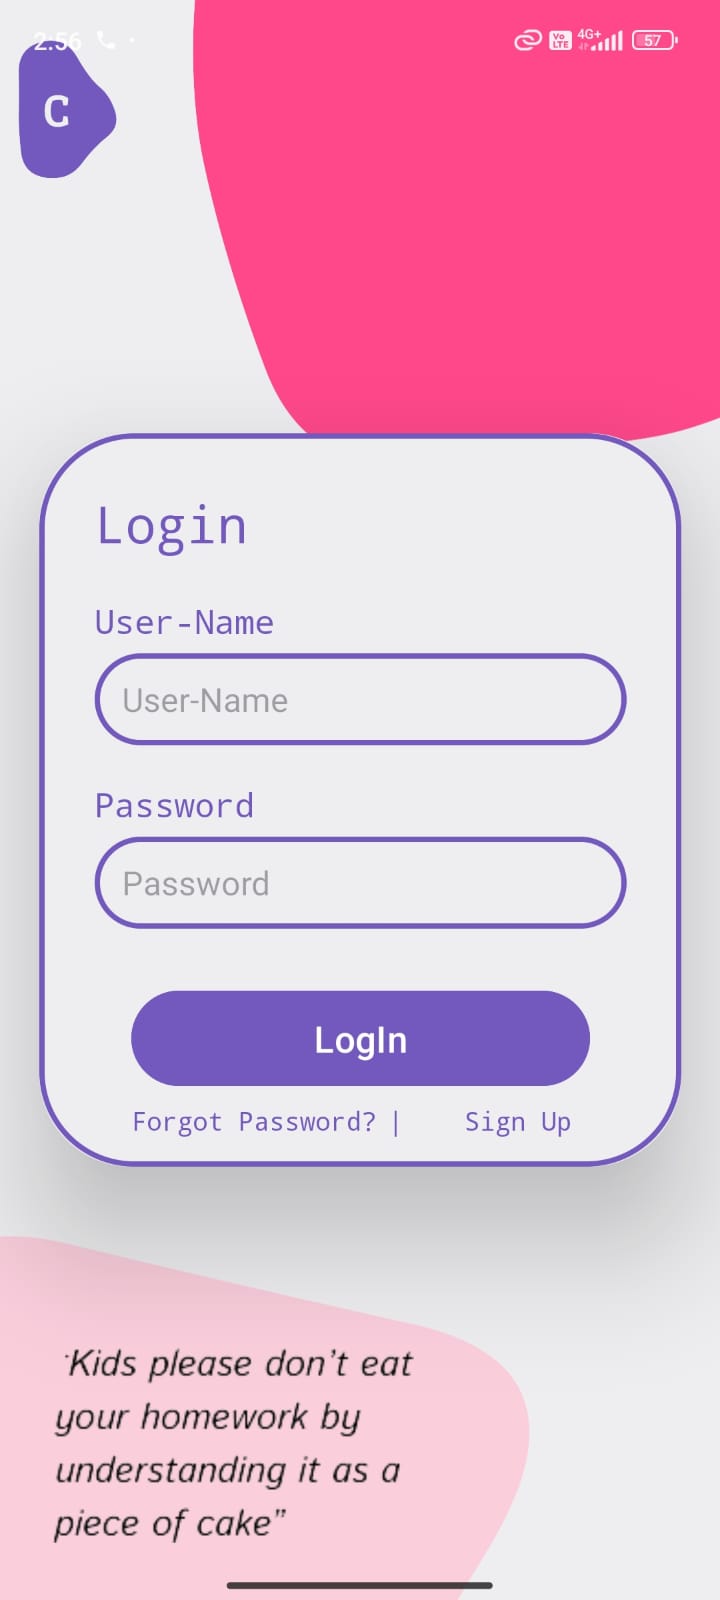 2:56
Vo LTE 4G+ 57
C
Login
User-Name
User-Name
Password
Password
LogIn
Forgot Password? | Sign Up
"Kids please don't eat
your homework by
understanding it as a
piece of cake”